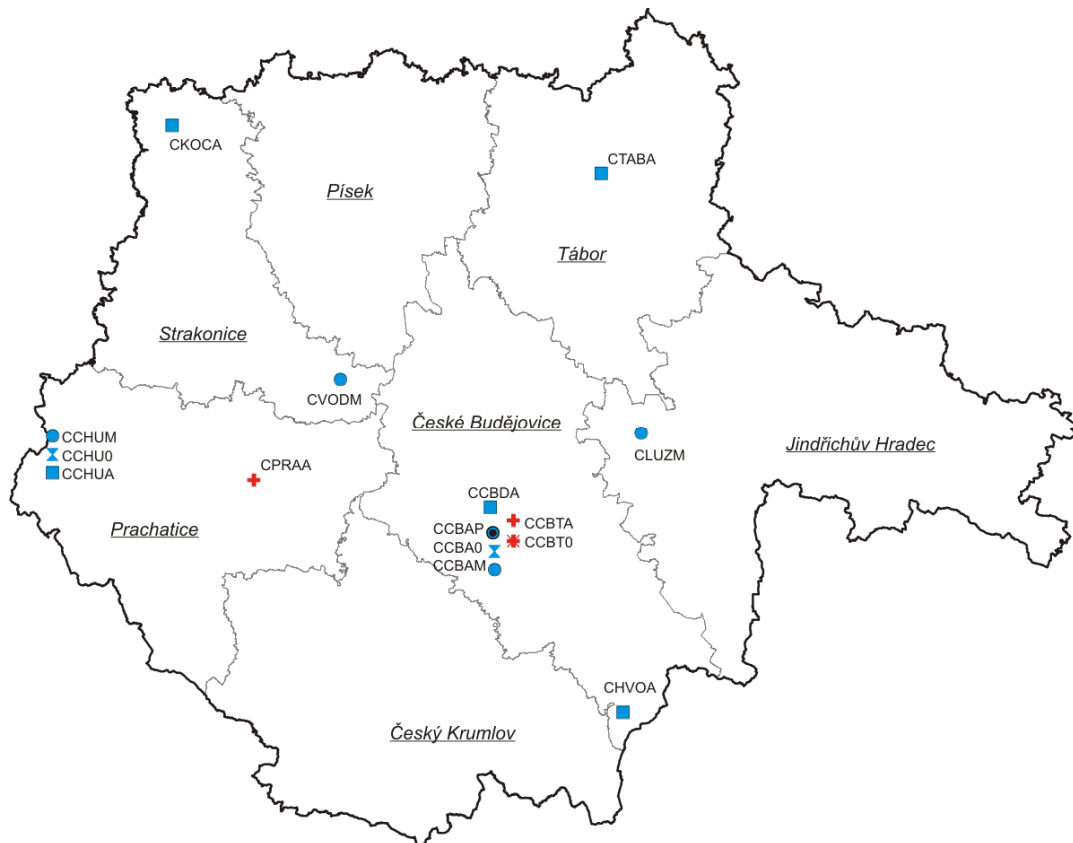 CKOCA
CTABA
Písek
Tábor
Strakonice
CVODM
České Budějovice
CCHUM
CCHU0
CCHUA
CLUZM
Jindřichův Hradec
CPRAA
CCBDA
Prachatice
CCBAP
CCBTA
CCBA0
CCBT0
CCBAM
CHVOA
Český Krumlov